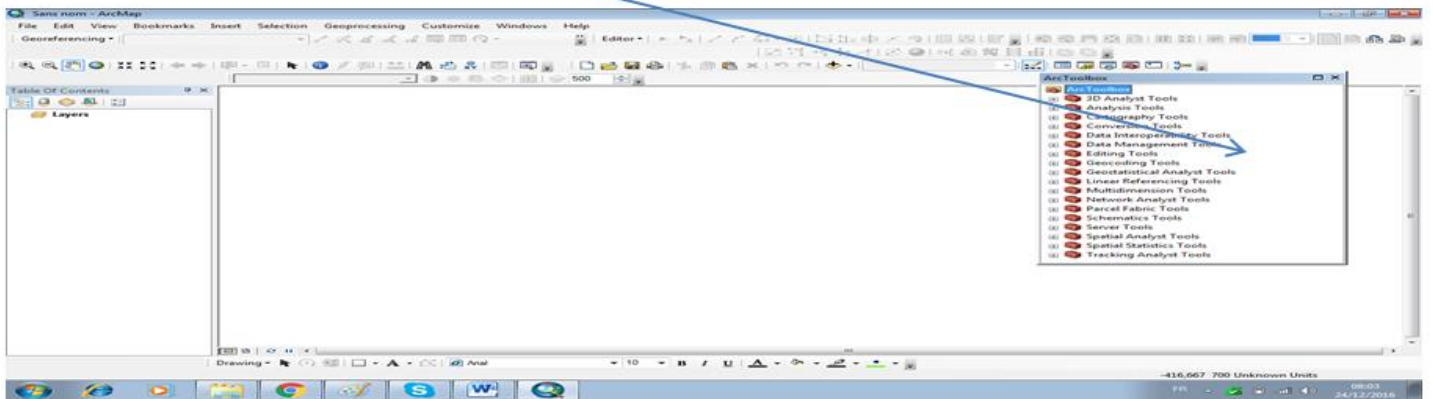 Sans nom - ArcMap
File Edit View Bookmarks Insert Selection Geoprocessing Customize Windows Help
Georeferencing
Editor
500
Table Of Contents
Layers
ArcToolbox
ArcToolbox
3D Analyst Tools
Analysis Tools
Cartography Tools
Conversion Tools
Data Interoperability Tools
Data Management Tools
Editing Tools
Geocoding Tools
Geostatistical Analyst Tools
Linear Referencing Tools
Multidimension Tools
Network Analyst Tools
Parcel Fabric Tools
Schematics Tools
Server Tools
Spatial Analyst Tools
Spatial Statistics Tools
Tracking Analyst Tools
Drawing A Arial 10 B I U A
-416,667 700 Unknown Units
FR 08:03
24/12/2016